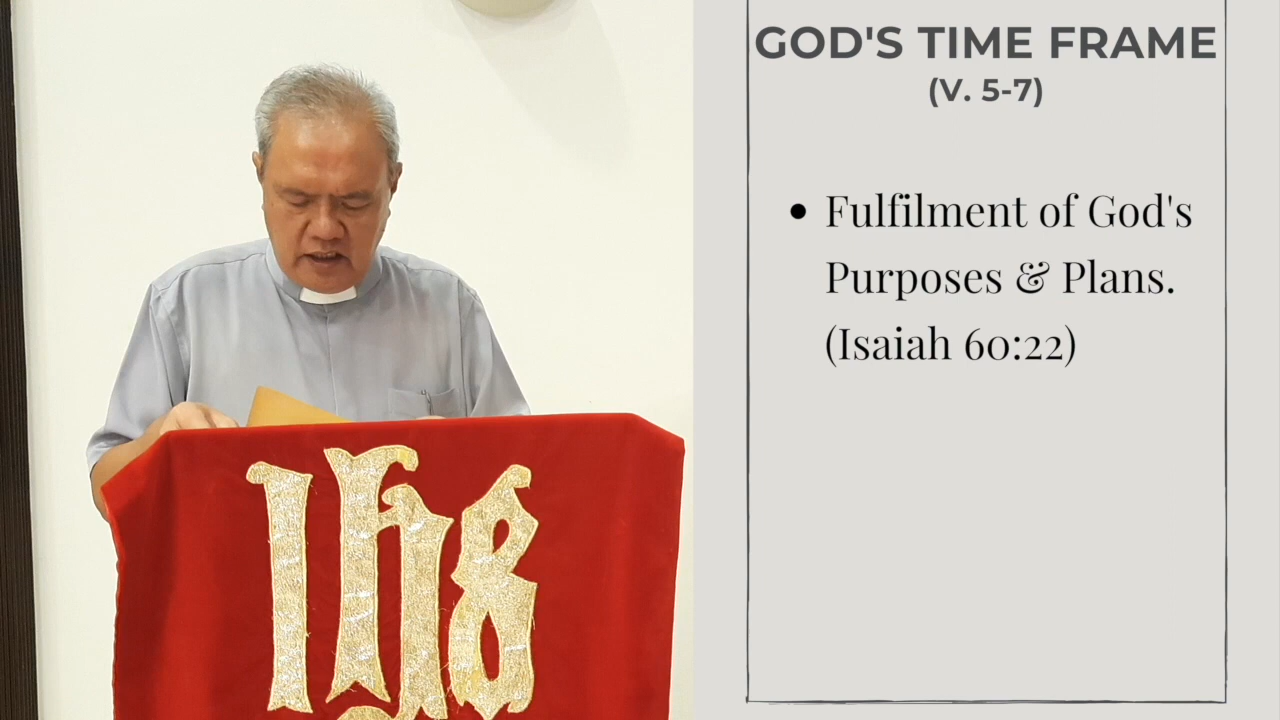 IHS
GOD'S TIME FRAME
(V. 5-7)
• Fulfilment of God's
Purposes & Plans.
(Isaiah 60:22)